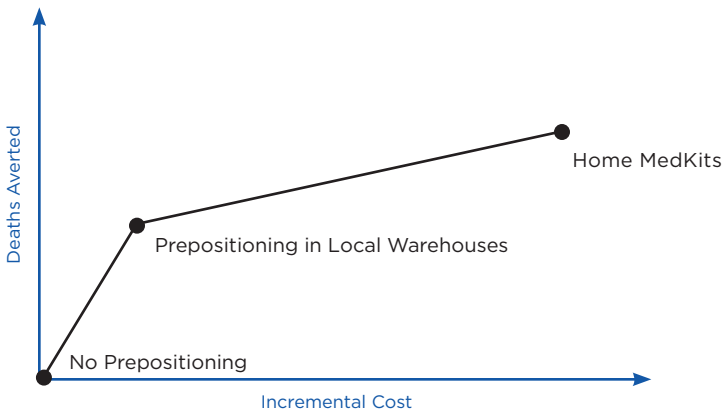 Deaths Averted
Home MedKits
Prepositioning in Local Warehouses
No Prepositioning
Incremental Cost